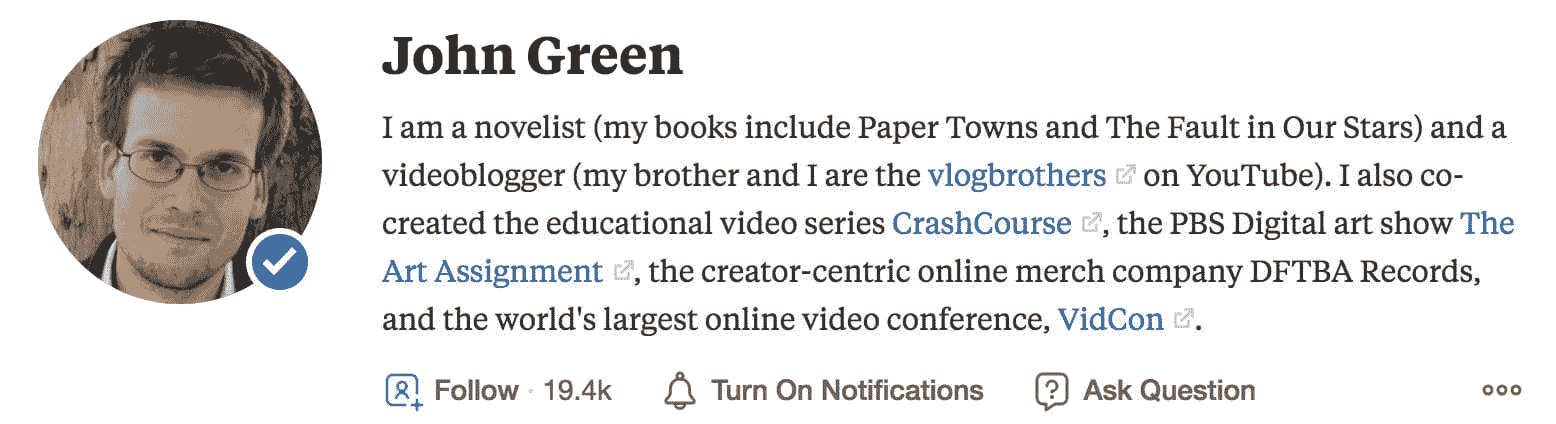 John Green
I am a novelist (my books include Paper Towns and The Fault in Our Stars) and a
videoblogger (my brother and I are the vlogbrothers on YouTube). I also co-
created the educational video series CrashCourse, the PBS Digital art show The
Art Assignment, the creator-centric online merch company DFTBA Records,
and the world's largest online video conference, VidCon.
Follow · 19.4k Turn On Notifications Ask Question